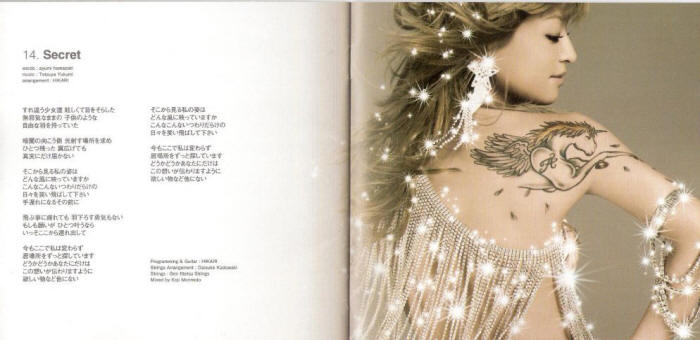 14. Secret
words : ayumi hamasaki
music : Tetsuya Yukumi
arrangement : HIKARI
すれ違う少女達 眩しくて目をそらした
無邪気なままの 子供のような
自由な羽を持っていた
暗闇の向こう側 光射す場所を求め
ひとつ残った 翼広げても
真実にだけ届かない
そこから見る私の姿は
どんな風に映っていますか
こんなこんないつわりだらけの
日々を笑い飛ばして下さい
手遅れになるその前に
飛ぶ事に疲れても 羽下ろす勇気もない
もしも願いが ひとつ叶うなら
いっそここから連れ出して
今もここで私は変わらず
居場所をずっと探しています
どうかどうかあなたにだけは
この想いが伝わりますように
欲しい物など他にない
そこから見る私の姿は
どんな風に映っていますか
こんなこんないつわりだらけの
日々を笑い飛ばして下さい
今もここで私は変わらず
居場所をずっと探しています
どうかどうかあなたにだけは
この想いが伝わりますように
欲しい物など他にない
Programming & Guitar : HIKARI
Strings Arrangement : Daisuke Kadowaki
Strings : Gen Ittetsu Strings
Mixed by Koji Morimoto